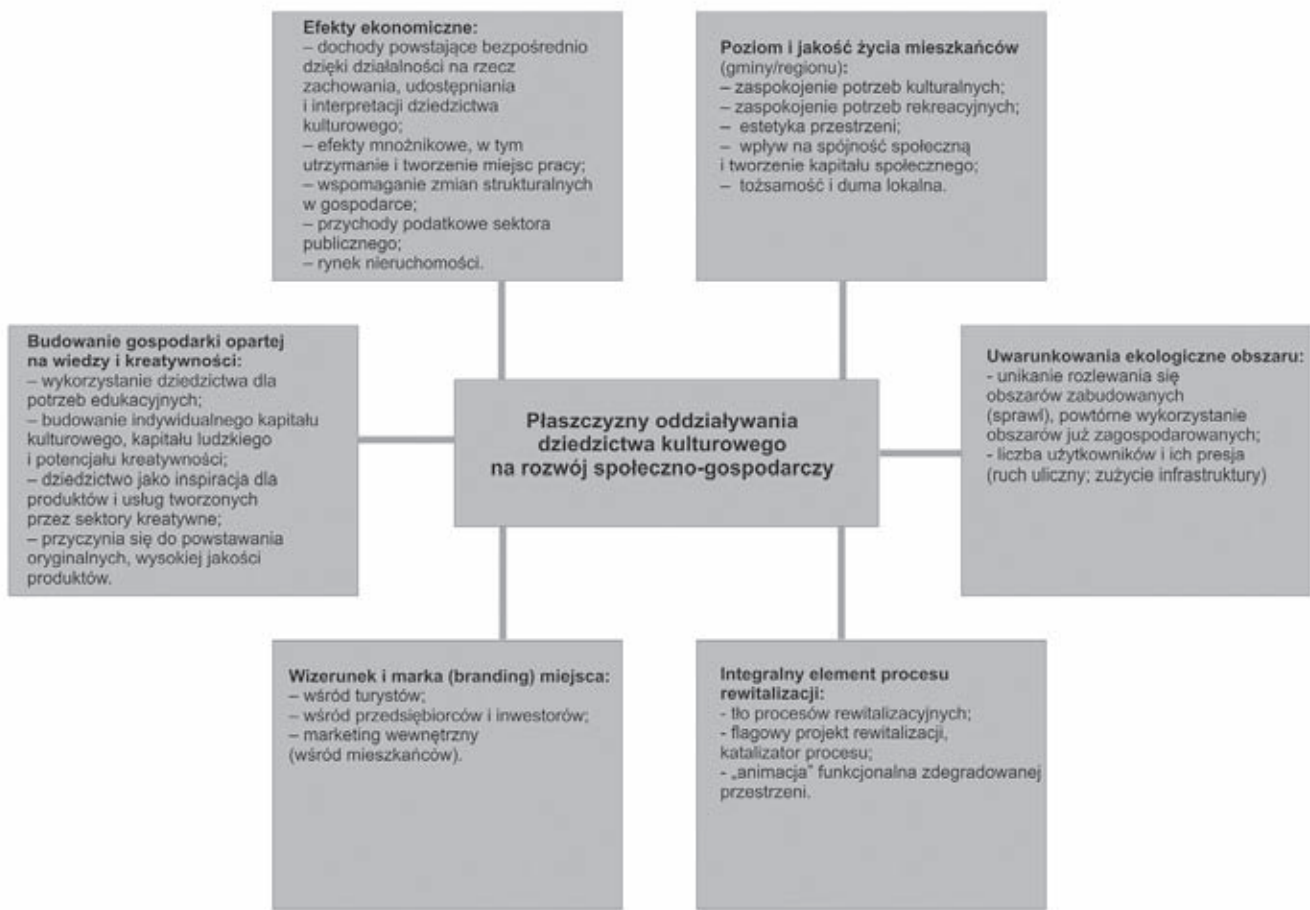 Efekty ekonomiczne:
– dochody powstające bezpośrednio
dzięki działalności na rzecz
zachowania, udostępniania
i interpretacji dziedzictwa
kulturowego;
– efekty mnożnikowe, w tym
utrzymanie i tworzenie miejsc pracy;
– wspomaganie zmian strukturalnych
w gospodarce;
– przychody podatkowe sektora
publicznego;
– rynek nieruchomości.
Poziom i jakość życia mieszkańców
(gminy/regionu):
– zaspokojenie potrzeb kulturalnych;
– zaspokojenie potrzeb rekreacyjnych;
– estetyka przestrzeni;
– wpływ na spójność społeczną
i tworzenie kapitału społecznego;
– tożsamość i duma lokalna.
Budowanie gospodarki opartej
na wiedzy i kreatywności:
– wykorzystanie dziedzictwa dla
potrzeb edukacyjnych;
– budowanie indywidualnego kapitału
kulturowego, kapitału ludzkiego
i potencjału kreatywności;
– dziedzictwo jako inspiracja dla
produktów i usług tworzonych
przez sektory kreatywne;
– przyczynia się do powstawania
oryginalnych, wysokiej jakości
produktów.
Płaszczyzny oddziaływania
dziedzictwa kulturowego
na rozwój społeczno-gospodarczy
Uwarunkowania ekologiczne obszaru:
- unikanie rozlewania się
obszarów zabudowanych
(sprawl), powtórne wykorzystanie
obszarów już zagospodarowanych;
- liczba użytkowników i ich presja
(ruch uliczny; zużycie infrastruktury)
Wizerunek i marka (branding) miejsca:
– wśród turystów;
– wśród przedsiębiorców i inwestorów;
– marketing wewnętrzny
(wśród mieszkańców).
Integralny element procesu
rewitalizacji:
- tło procesów rewitalizacyjnych;
- flagowy projekt rewitalizacji,
katalizator procesu;
- „animacja” funkcjonalna zdegradowanej
przestrzeni.